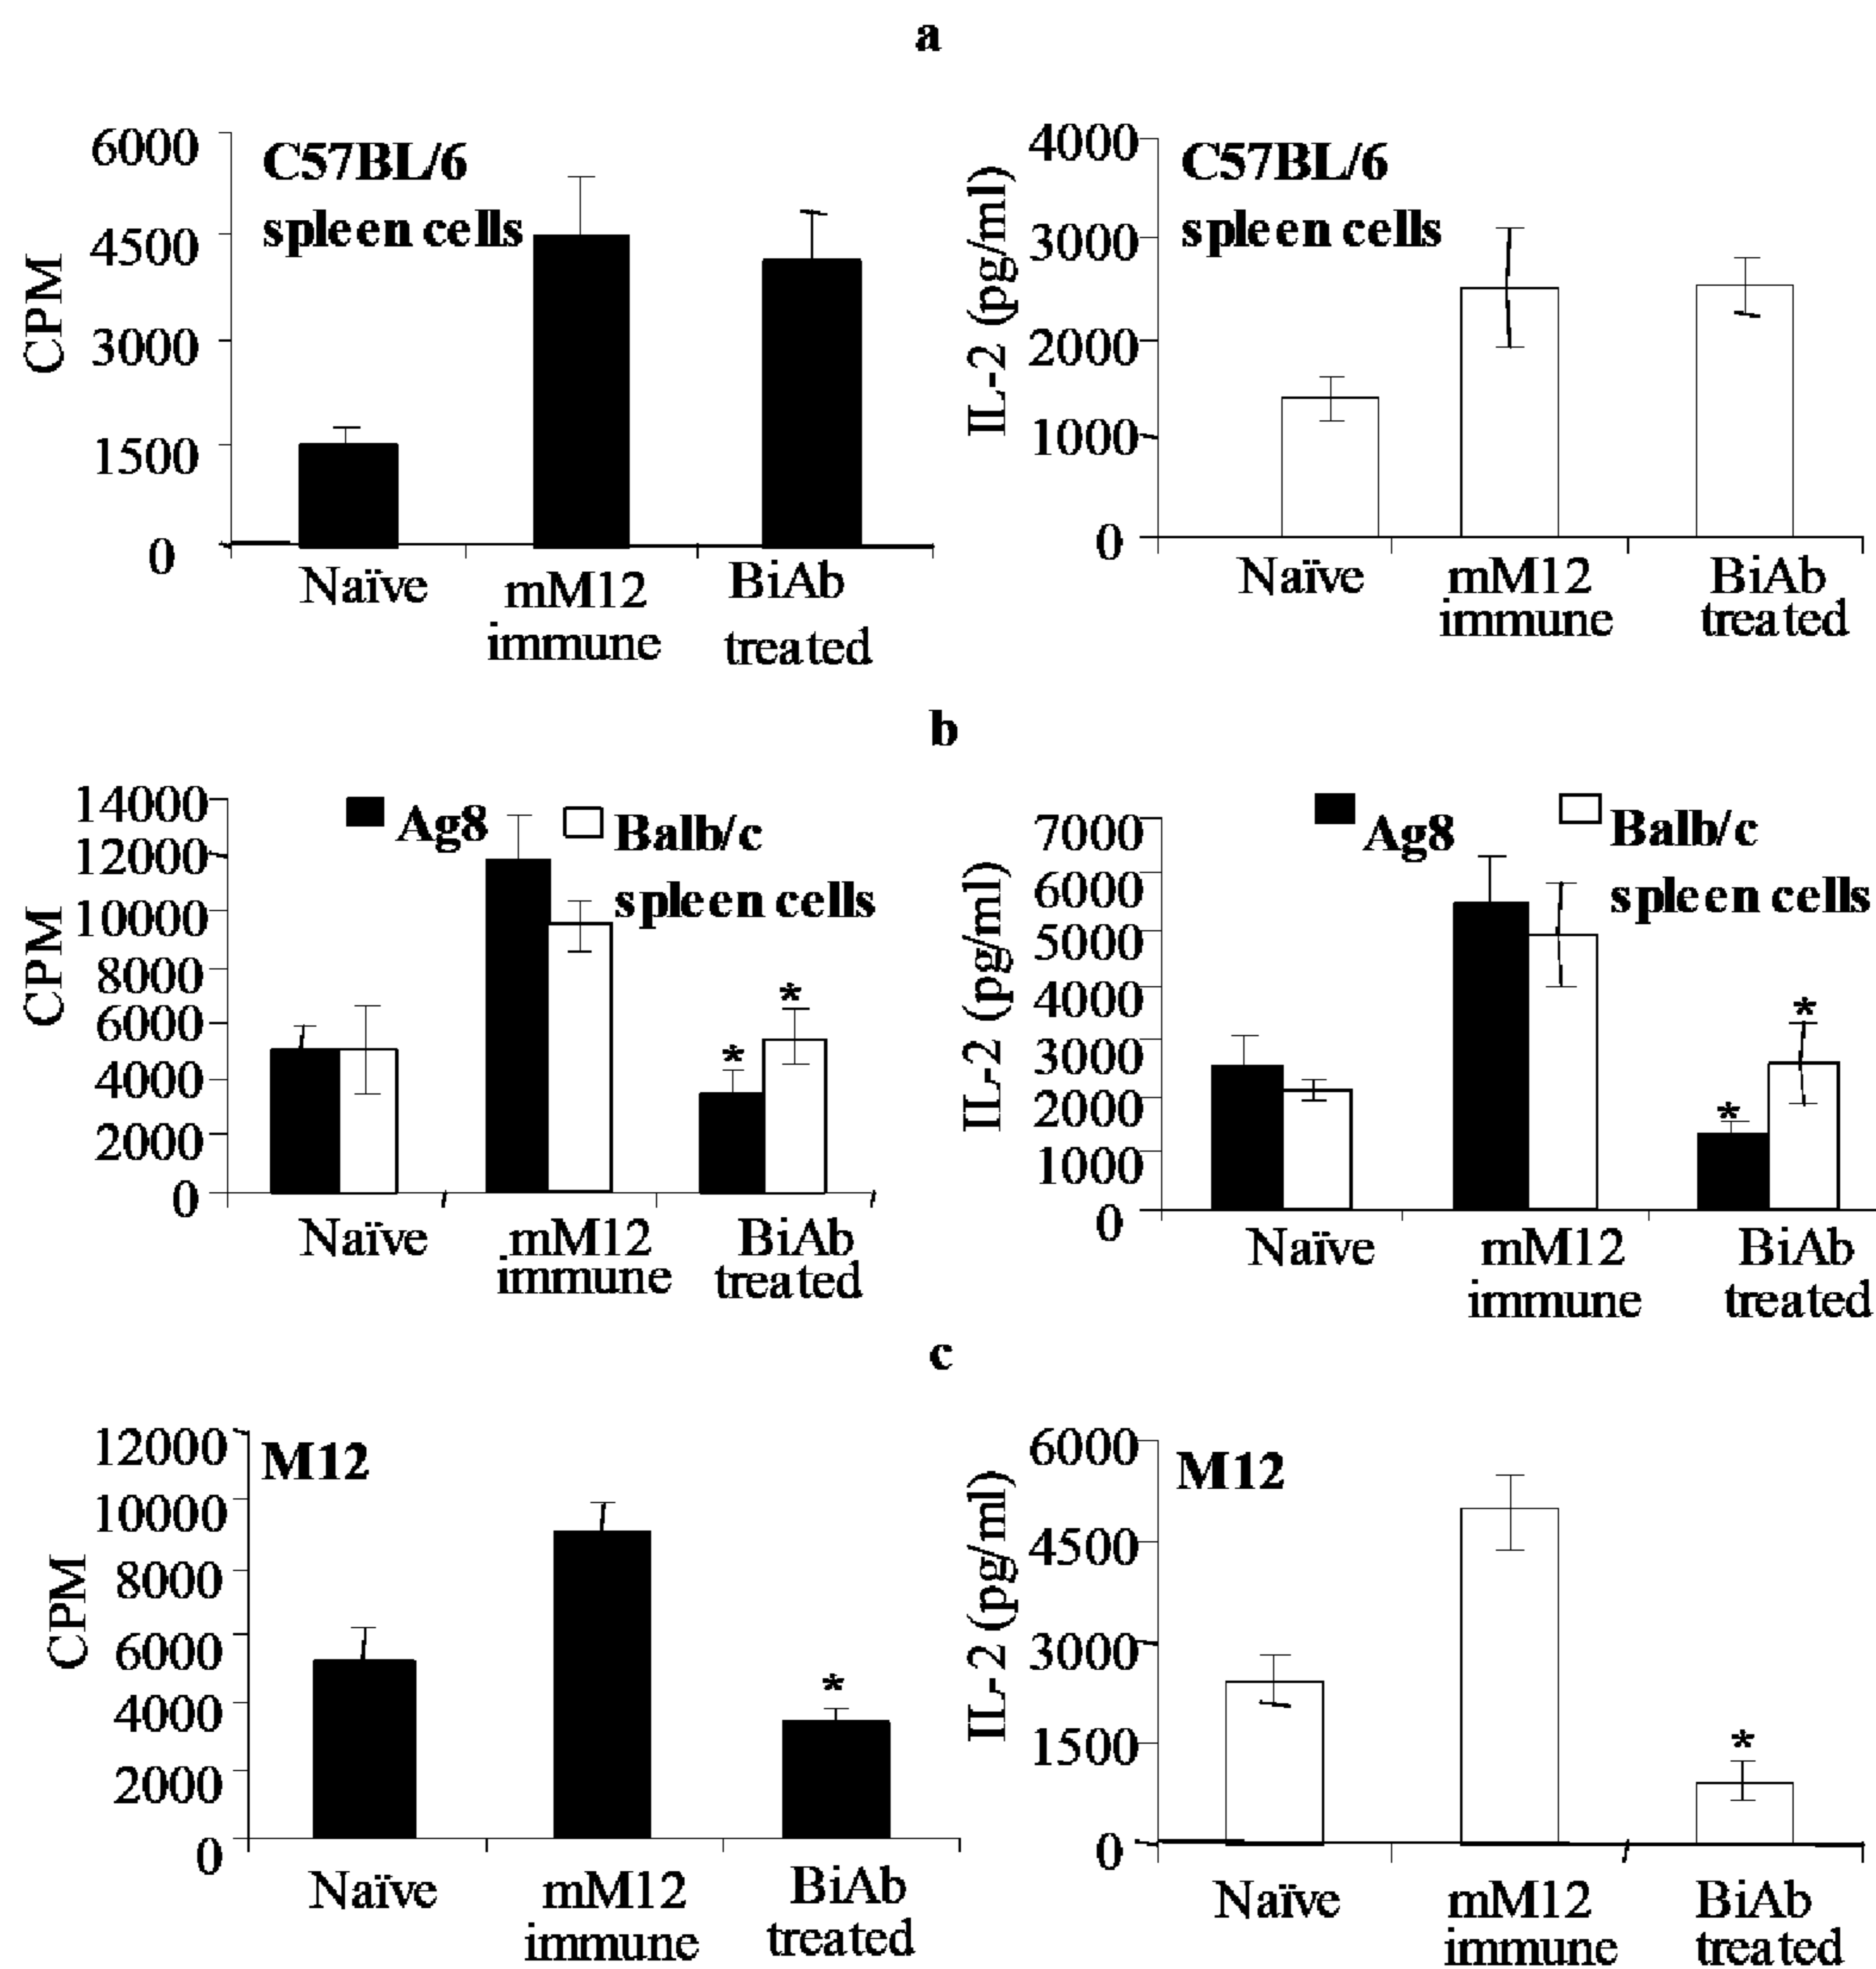 a
6000
4500
3000
1500
0
CPM
C57BL/6
spleen cells
Naïve
mM12
immune
BiAb
treated
4000
3000
2000
1000
0
IL-2 (pg/ml)
C57BL/6
spleen cells
Naïve
mM12
immune
BiAb
treated
b
14000
12000
10000
8000
6000
4000
2000
0
CPM
Ag8
Balb/c
spleen cells
*
*
Naïve
mM12
immune
BiAb
treated
7000
6000
5000
4000
3000
2000
1000
0
IL-2 (pg/ml)
Ag8
Balb/c
spleen cells
*
*
Naïve
mM12
immune
BiAb
treated
c
12000
10000
8000
6000
4000
2000
0
CPM
M12
*
Naïve
mM12
immune
BiAb
treated
6000
4500
3000
1500
0
IL-2 (pg/ml)
M12
*
Naïve
mM12
immune
BiAb
treated